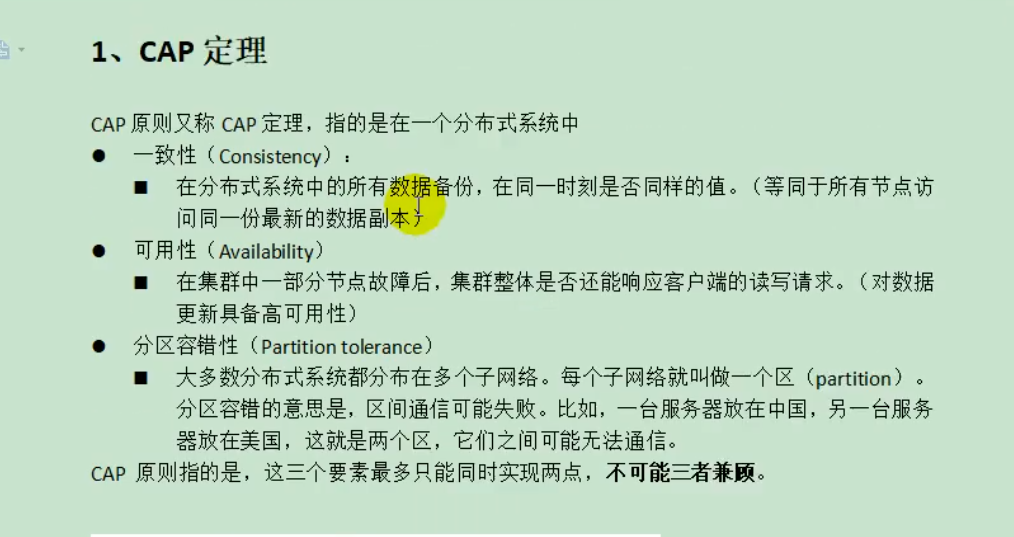 1、CAP 定理
CAP 原则又称 CAP 定理，指的是在一个分布式系统中
● 一致性（Consistency）：
■ 在分布式系统中的所有数据备份，在同一时刻是否同样的值。（等同于所有节点访
问同一份最新的数据副本）
● 可用性（Availability）
■ 在集群中一部分节点故障后，集群整体是否还能响应客户端的读写请求。（对数据
更新具备高可用性）
● 分区容错性（Partition tolerance）
■ 大多数分布式系统都分布在多个子网络。每个子网络就叫做一个区（partition）。
分区容错的意思是，区间通信可能失败。比如，一台服务器放在中国，另一台服务
器放在美国，这就是两个区，它们之间可能无法通信。
CAP 原则指的是，这三个要素最多只能同时实现两点，不可能三者兼顾。